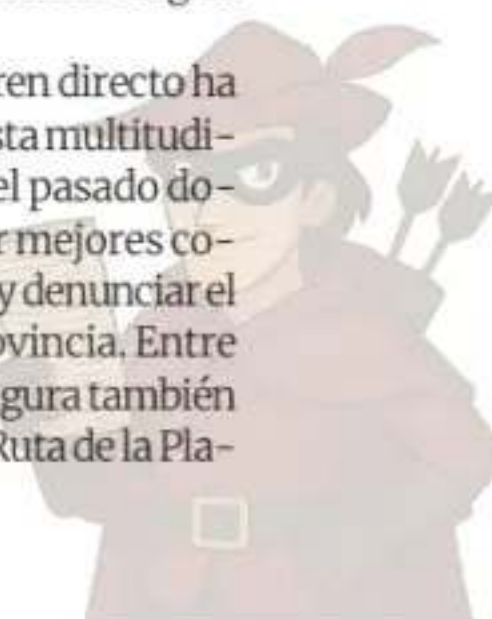 ren directo ha
sta multitudi-
el pasado do-
r mejores co-
y denunciar el
ovincia. Entre
gura también
Ruta de la Pla-